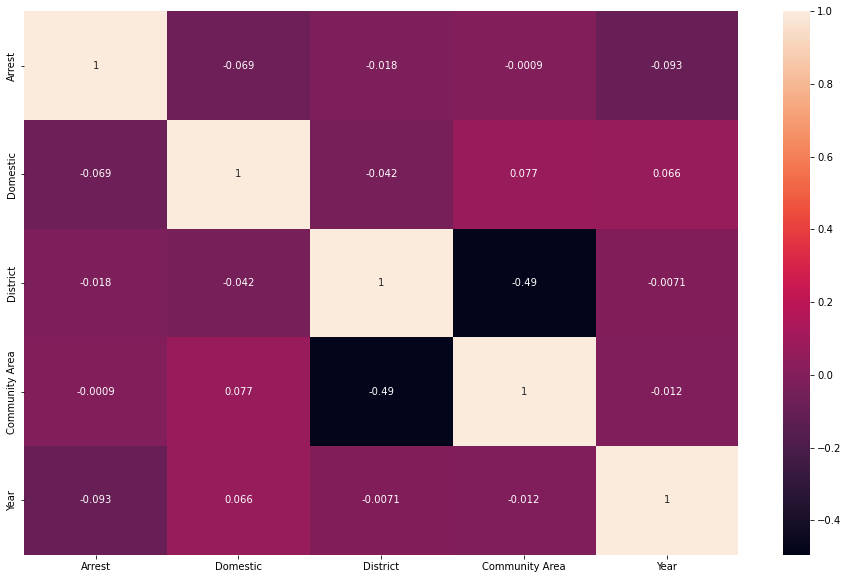 Arrest 1 -0.069 -0.018 -0.0009 -0.093
Domestic -0.069 1 -0.042 0.077 0.066
District -0.018 -0.042 1 -0.49 -0.0071
Community Area -0.0009 0.077 -0.49 1 -0.012
Year -0.093 0.066 -0.0071 -0.012 1
Arrest Domestic District Community Area Year
1.0
0.8
0.6
0.4
0.2
0.0
−0.2
−0.4